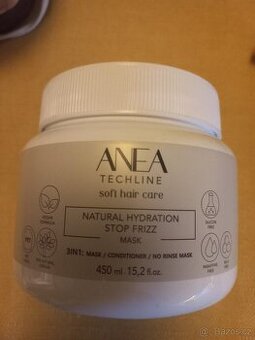 ANEA
TECHLINE
soft hair care
NATURAL HYDRATION
STOP FRIZZ
MASK
3IN1: MASK / CONDITIONER / NO RINSE MASK
450 ml · 15,2 fl.oz.